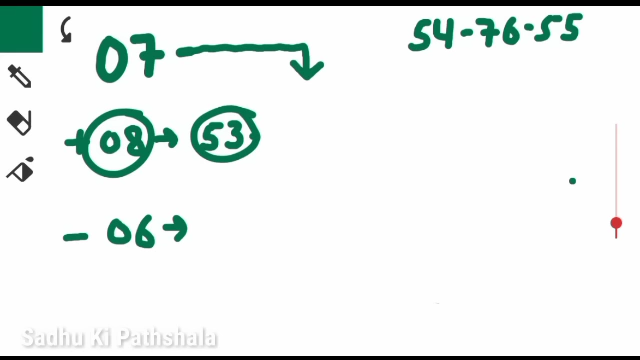 07 54-76-55
+ 08 → 53
- 06 →
Sadhu Ki Pathshala